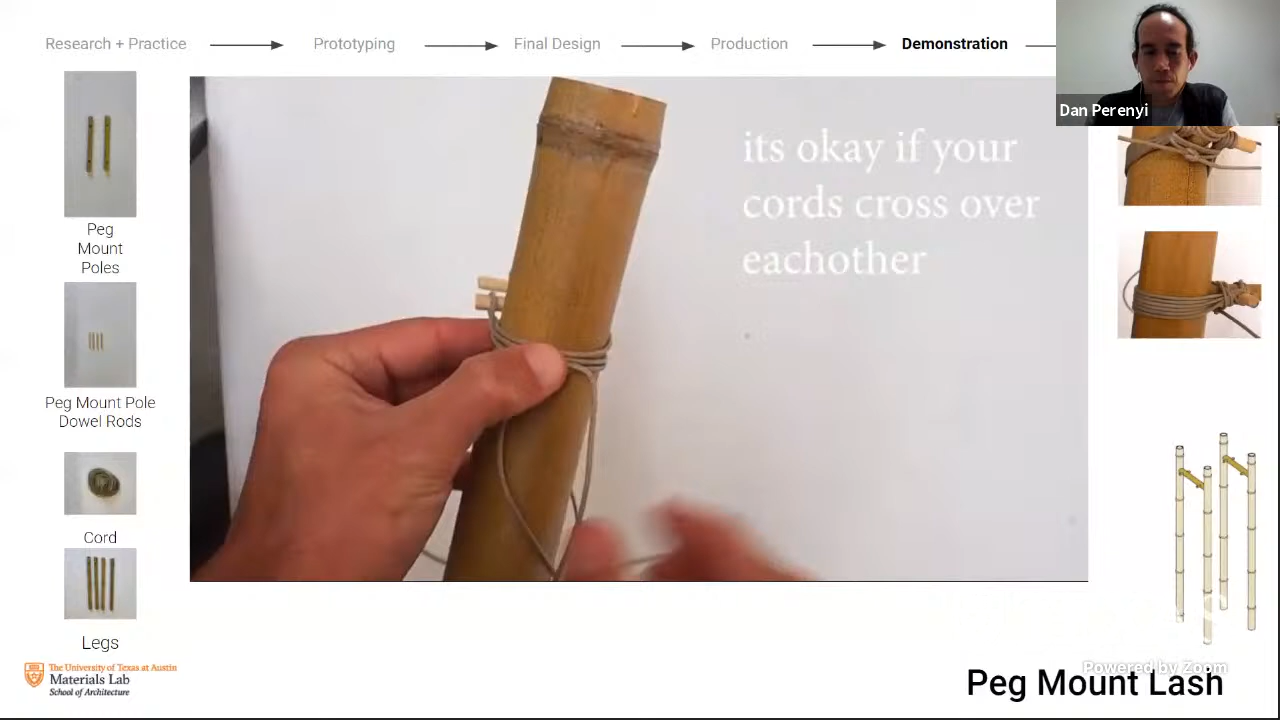 Research + Practice
Prototyping
Final Design
Production
Demonstration
Dan Perenyi
its okay if your
cords cross over
eachother
Peg
Mount
Poles
Peg Mount Pole
Dowel Rods
Cord
Legs
The University of Texas at Austin
Materials Lab
School of Architecture
Powered by Zoom
Peg Mount Lash